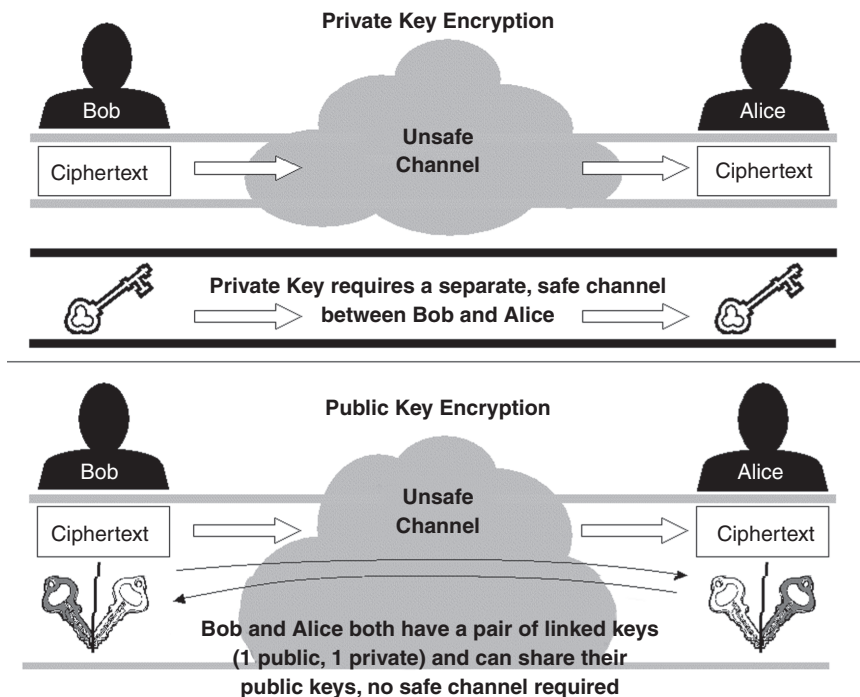 Private Key Encryption
Bob
Alice
Unsafe
Channel
Ciphertext
Ciphertext
Private Key requires a separate, safe channel
between Bob and Alice
Public Key Encryption
Bob
Alice
Unsafe
Channel
Ciphertext
Ciphertext
Bob and Alice both have a pair of linked keys
(1 public, 1 private) and can share their
public keys, no safe channel required